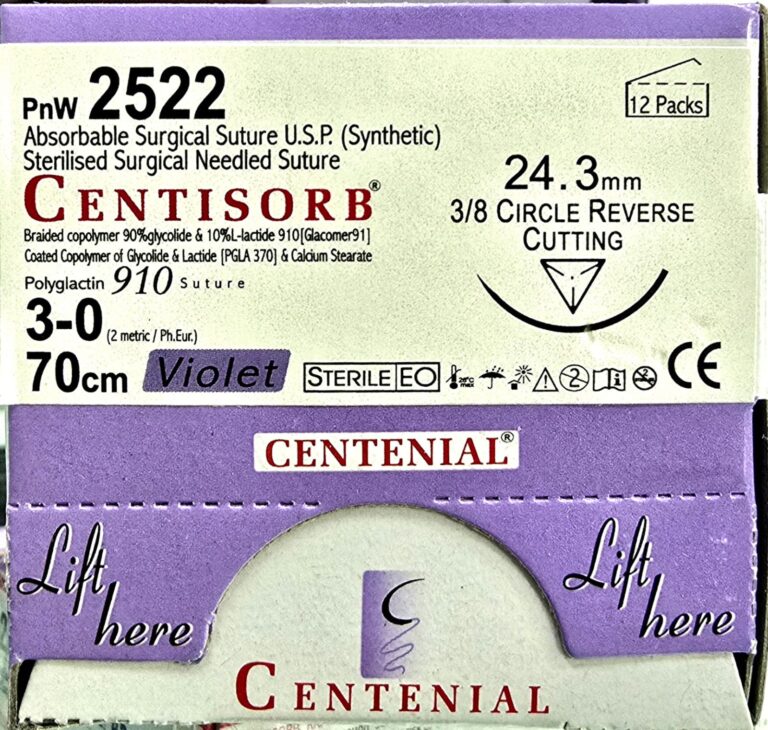 PnW 2522
12 Packs
Absorbable Surgical Suture U.S.P. (Synthetic)
Sterilised Surgical Needled Suture
CENTISORB®
Braided copolymer 90%glycolide & 10%L-lactide 910[Glacomer91]
Coated Copolymer of Glycolide & Lactide [PGLA 370] & Calcium Stearate
Polyglactin 910 Suture
3-0 (2 metric / Ph.Eur.)
70cm Violet
24.3mm
3/8 CIRCLE REVERSE
CUTTING
STERILE EO
CE
CENTENIAL®
Lift
here
Lift
here
CENTENIAL